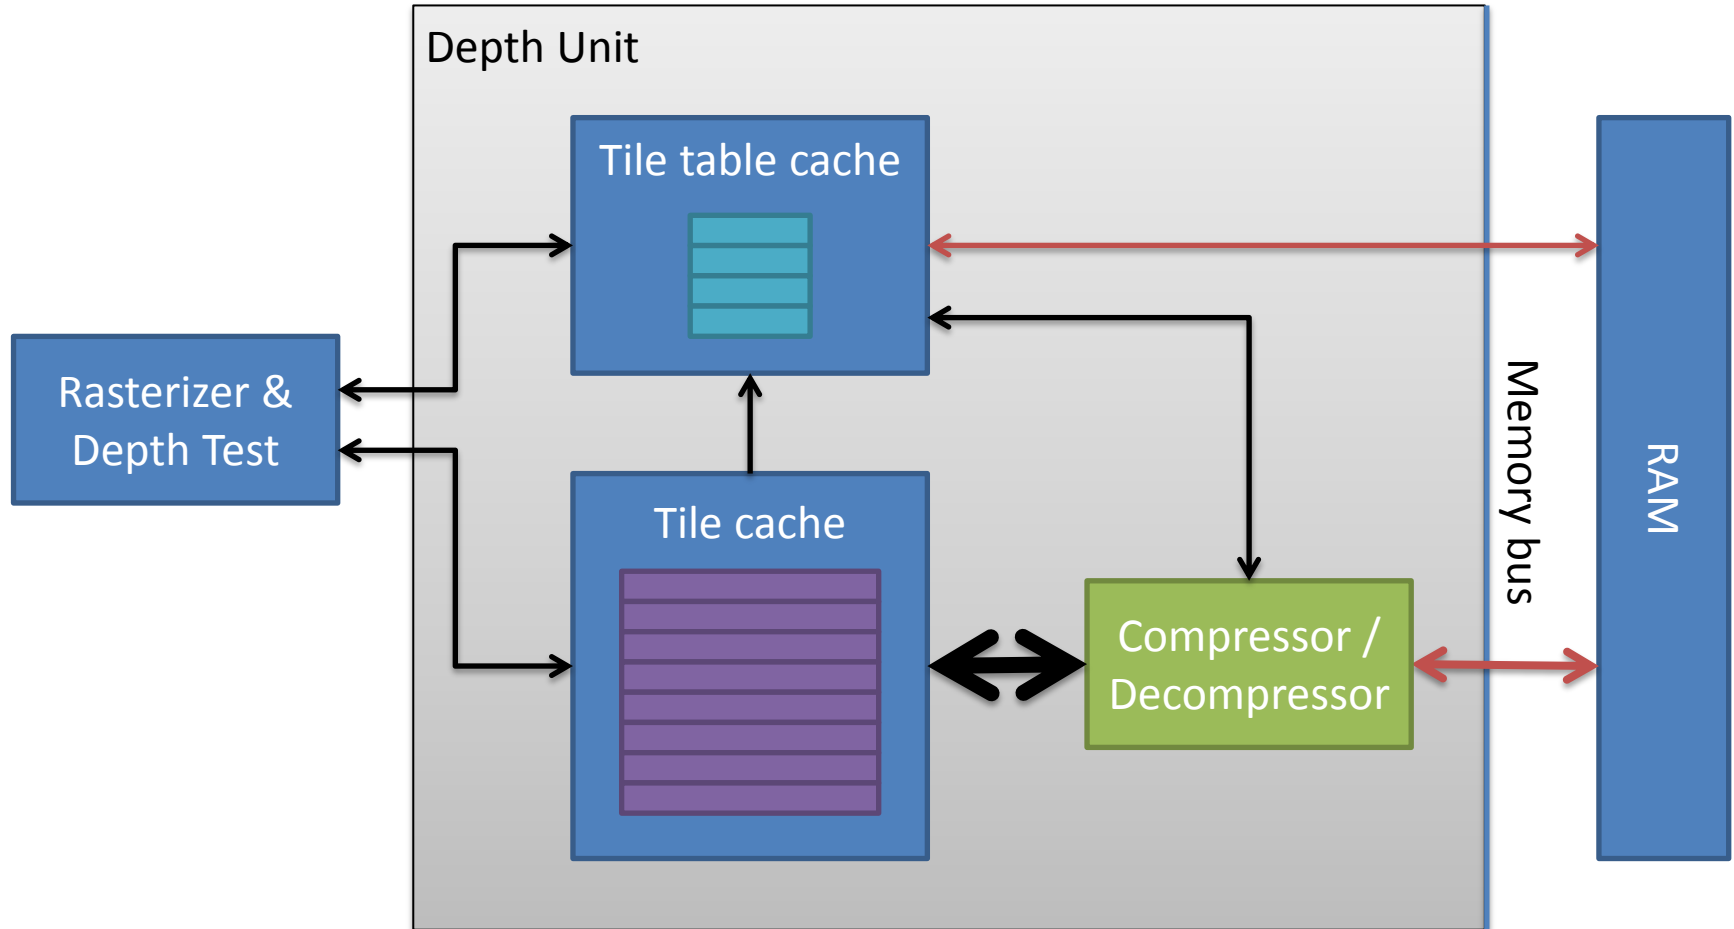 Depth Unit
Tile table cache
Rasterizer &
Depth Test
Tile cache
Compressor /
Decompressor
Memory bus
RAM